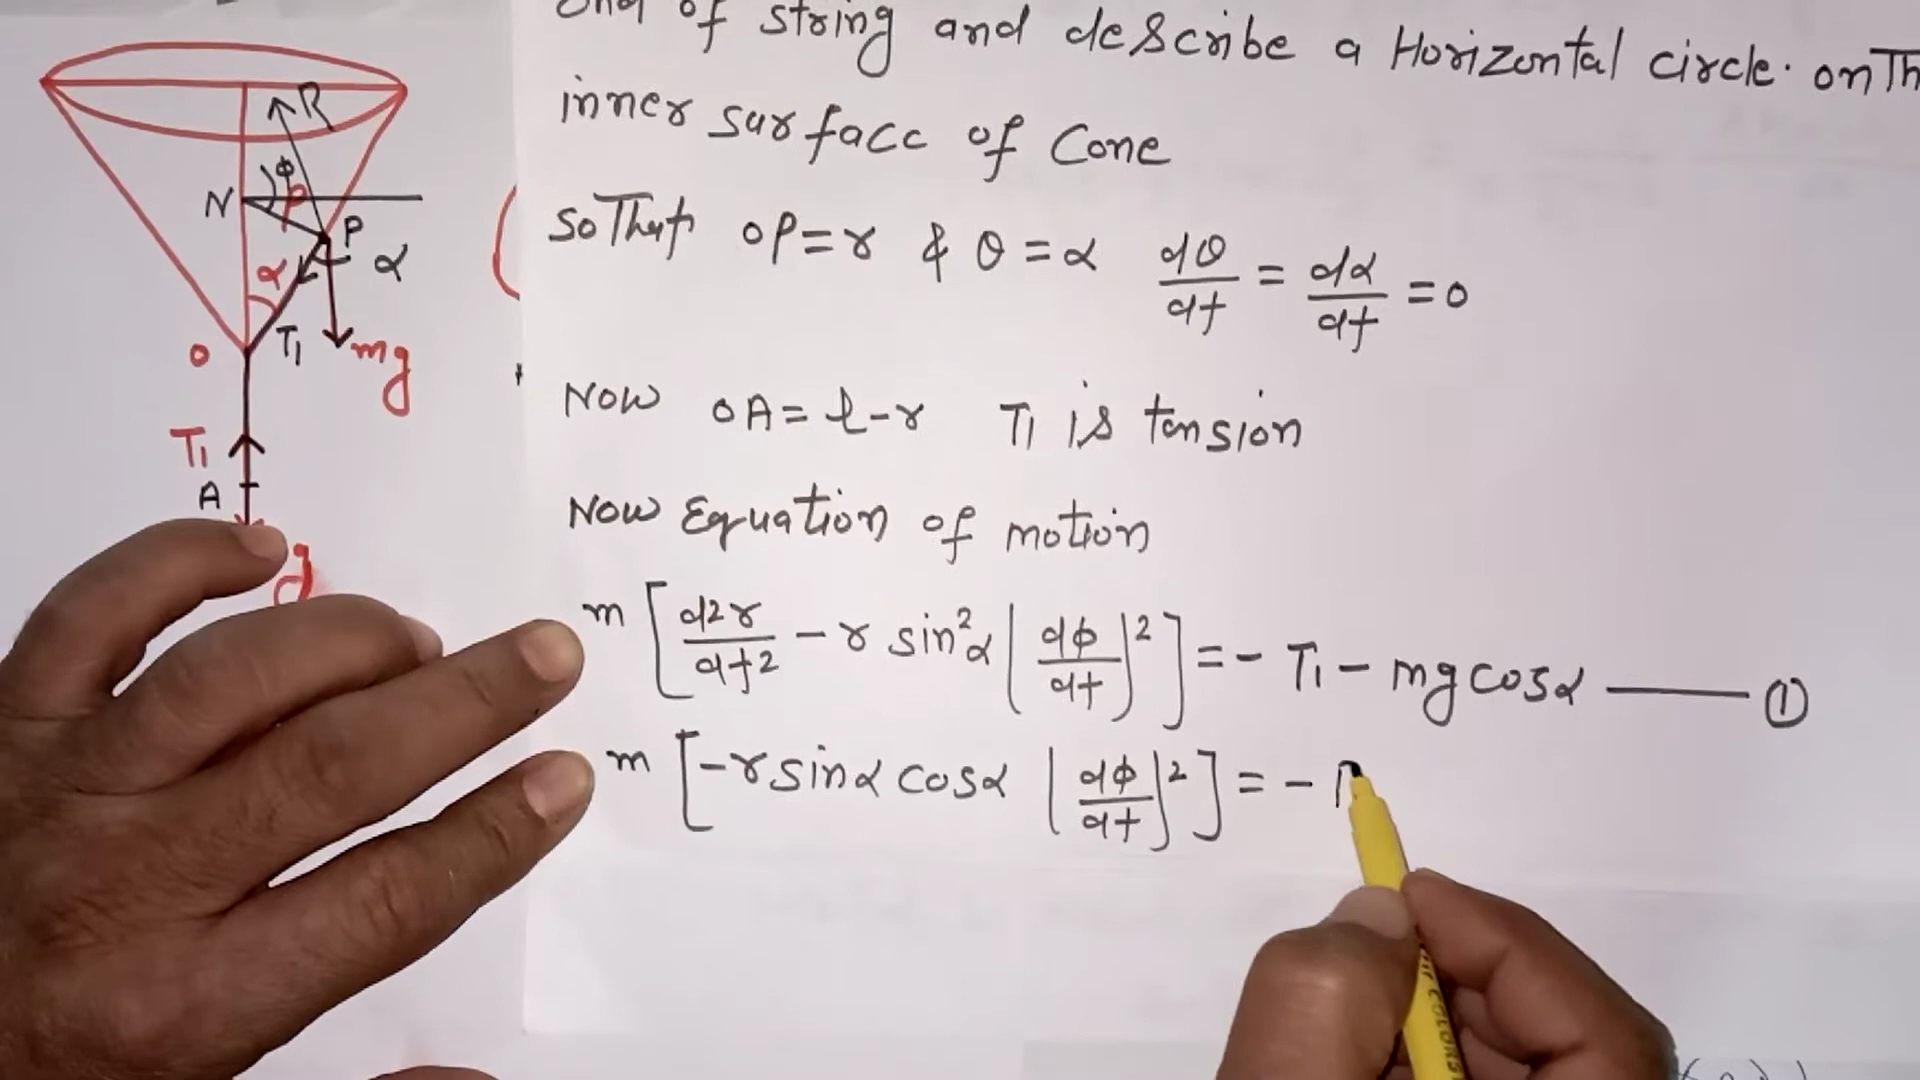 of string and describe a Horizontal circle. on Th
inner surface of Cone
so That OP = r & θ = α dθ/dt = dα/dt = 0
Now OA = l - r T1 is tension
Now Equation of motion
m [ d2r/dt2 - r sin²α ( dφ/dt )² ] = - T1 - mg cosα —— ①
m [ -r sinα cosα ( dφ/dt )² ] = -
R
φ
N
P
P
α
α
O
T1
mg
T1
A
g